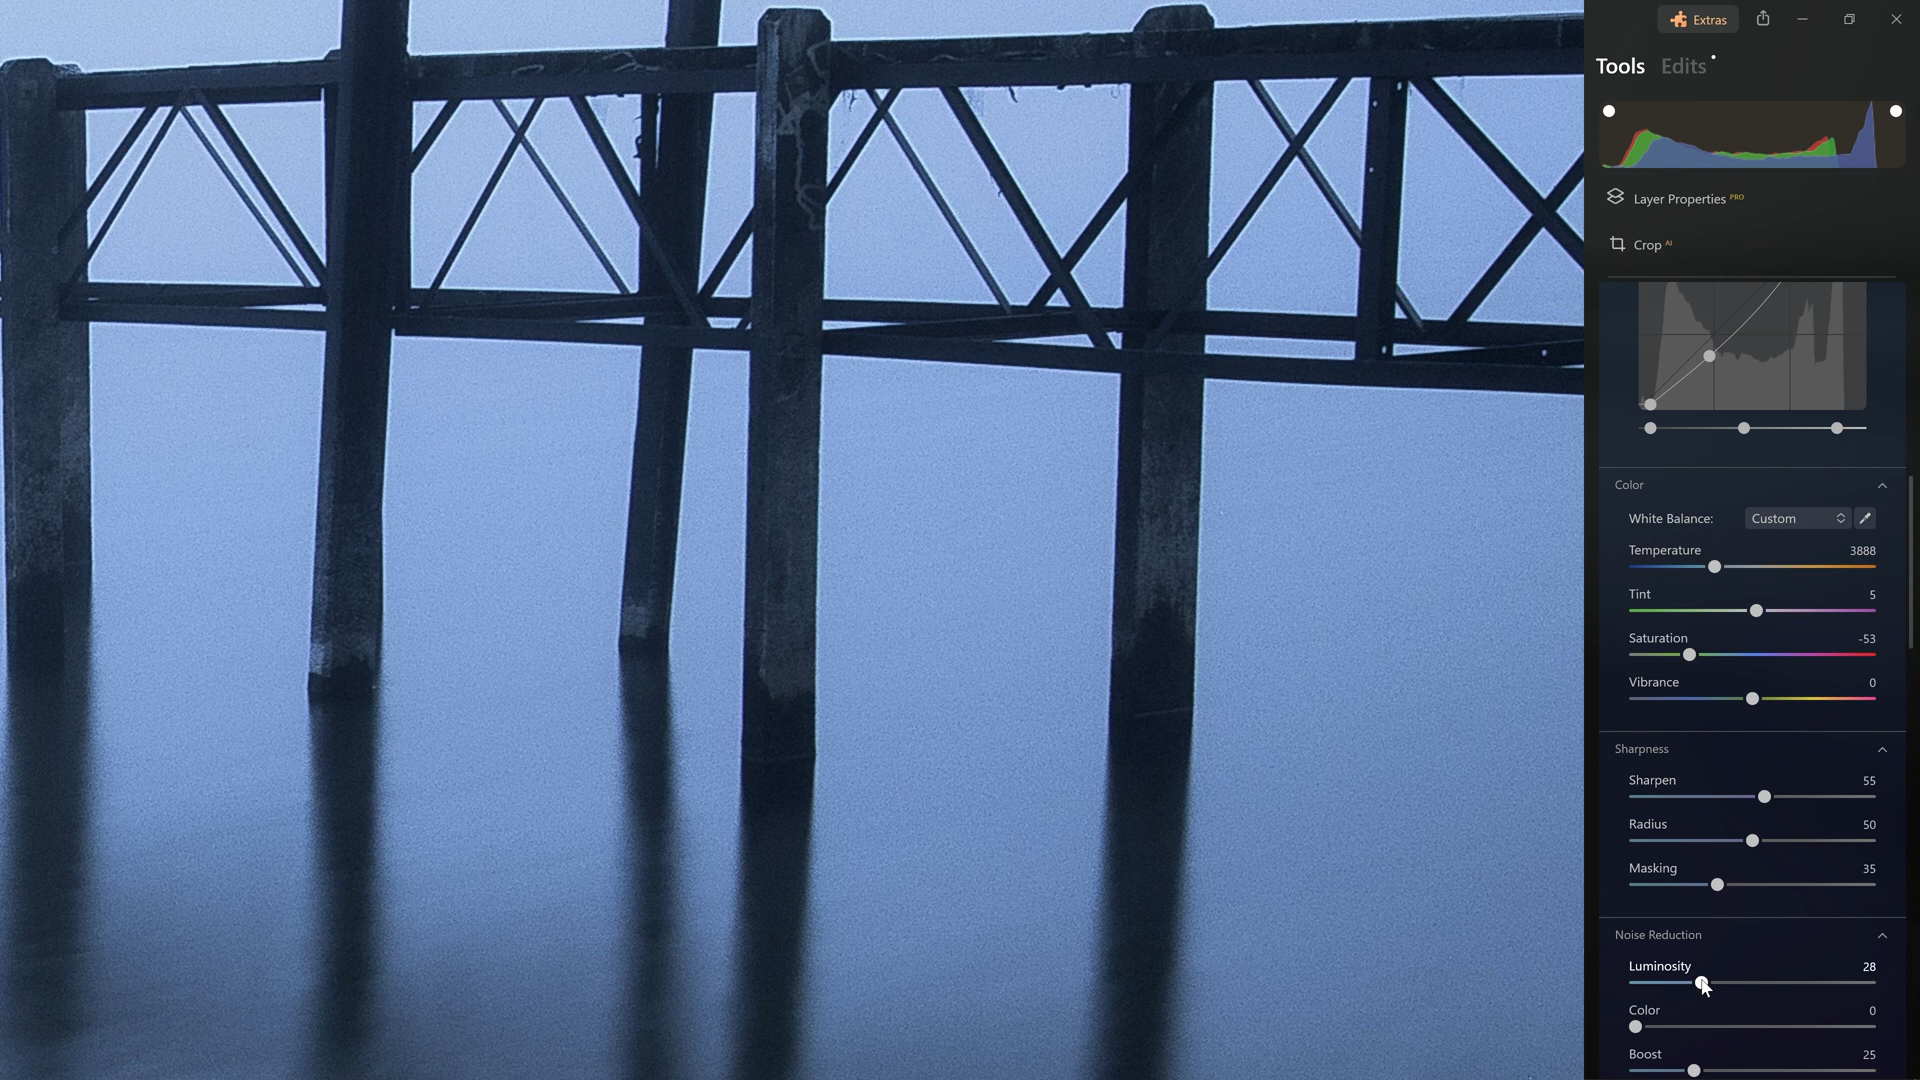 Extras
Tools Edits
Layer Properties PRO
Crop AI
Color
White Balance: Custom
Temperature 3888
Tint 5
Saturation -53
Vibrance 0
Sharpness
Sharpen 55
Radius 50
Masking 35
Noise Reduction
Luminosity 28
Color 0
Boost 25